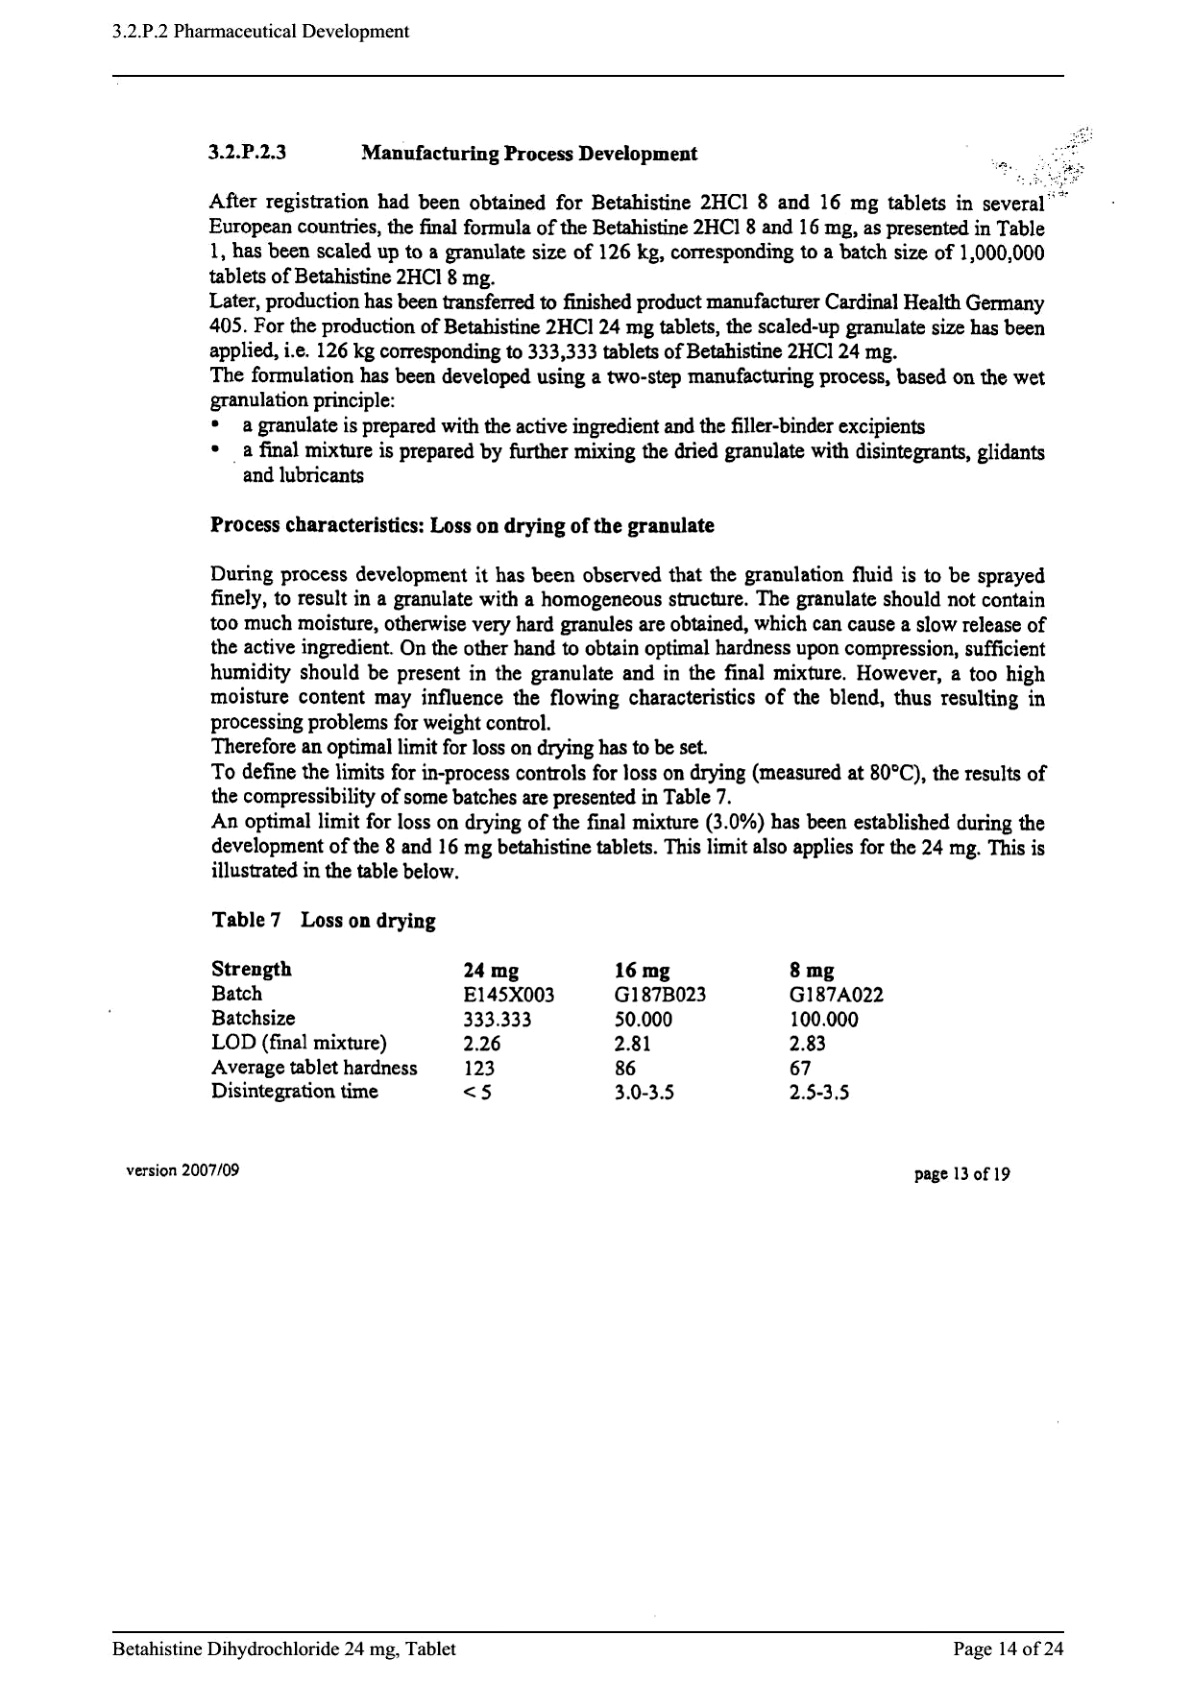 3.2.P.2 Pharmaceutical Development
3.2.P.2.3 Manufacturing Process Development
After registration had been obtained for Betahistine 2HCl 8 and 16 mg tablets in several
European countries, the final formula of the Betahistine 2HCl 8 and 16 mg, as presented in Table
1, has been scaled up to a granulate size of 126 kg, corresponding to a batch size of 1,000,000
tablets of Betahistine 2HCl 8 mg.
Later, production has been transferred to finished product manufacturer Cardinal Health Germany
405. For the production of Betahistine 2HCl 24 mg tablets, the scaled-up granulate size has been
applied, i.e. 126 kg corresponding to 333,333 tablets of Betahistine 2HCl 24 mg.
The formulation has been developed using a two-step manufacturing process, based on the wet
granulation principle:
• a granulate is prepared with the active ingredient and the filler-binder excipients
• a final mixture is prepared by further mixing the dried granulate with disintegrants, glidants
and lubricants
Process characteristics: Loss on drying of the granulate
During process development it has been observed that the granulation fluid is to be sprayed
finely, to result in a granulate with a homogeneous structure. The granulate should not contain
too much moisture, otherwise very hard granules are obtained, which can cause a slow release of
the active ingredient. On the other hand to obtain optimal hardness upon compression, sufficient
humidity should be present in the granulate and in the final mixture. However, a too high
moisture content may influence the flowing characteristics of the blend, thus resulting in
processing problems for weight control.
Therefore an optimal limit for loss on drying has to be set.
To define the limits for in-process controls for loss on drying (measured at 80°C), the results of
the compressibility of some batches are presented in Table 7.
An optimal limit for loss on drying of the final mixture (3.0%) has been established during the
development of the 8 and 16 mg betahistine tablets. This limit also applies for the 24 mg. This is
illustrated in the table below.
Table 7 Loss on drying
Strength 24 mg 16 mg 8 mg
Batch E145X003 G187B023 G187A022
Batchsize 333.333 50.000 100.000
LOD (final mixture) 2.26 2.81 2.83
Average tablet hardness 123 86 67
Disintegration time < 5 3.0-3.5 2.5-3.5
version 2007/09 page 13 of 19
Betahistine Dihydrochloride 24 mg, Tablet Page 14 of 24